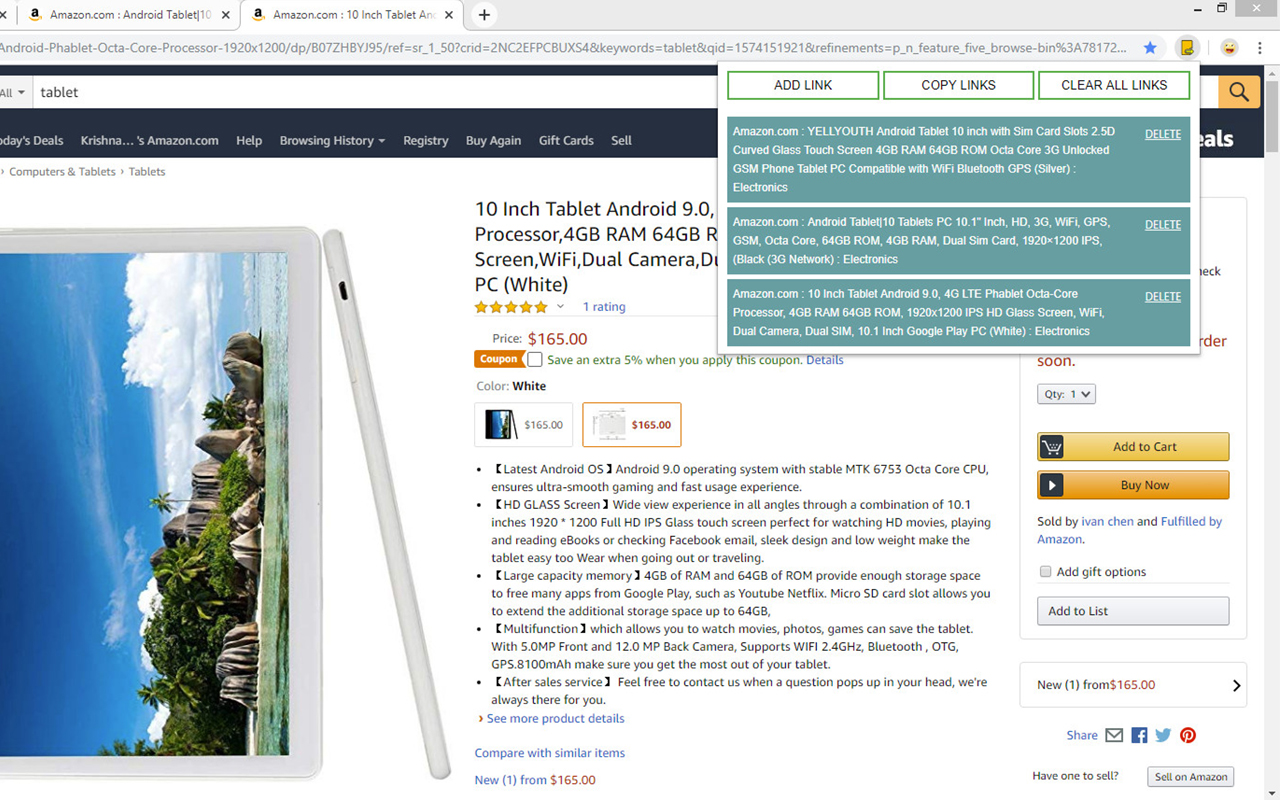 Amazon.com : Android Tablet|10
Amazon.com : 10 Inch Tablet And
Android-Phablet-Octa-Core-Processor-1920x1200/dp/B07ZHBYJ95/ref=sr_1_50?crid=2NC2EFPCBUXS4&keywords=tablet&qid=1574151921&refinements=p_n_feature_five_browse-bin%3A78172...
All
tablet
oday's Deals Krishna... 's Amazon.com Help Browsing History Registry Buy Again Gift Cards Sell
› Computers & Tablets › Tablets
ADD LINK COPY LINKS CLEAR ALL LINKS
Amazon.com : YELLYOUTH Android Tablet 10 inch with Sim Card Slots 2.5D
Curved Glass Touch Screen 4GB RAM 64GB ROM Octa Core 3G Unlocked
GSM Phone Tablet PC Compatible with WiFi Bluetooth GPS (Silver) :
Electronics
DELETE
Amazon.com : Android Tablet|10 Tablets PC 10.1" Inch, HD, 3G, WiFi, GPS,
GSM, Octa Core, 64GB ROM, 4GB RAM, Dual Sim Card, 1920×1200 IPS,
(Black (3G Network) : Electronics
DELETE
Amazon.com : 10 Inch Tablet Android 9.0, 4G LTE Phablet Octa-Core
Processor, 4GB RAM 64GB ROM, 1920x1200 IPS HD Glass Screen, WiFi,
Dual Camera, Dual SIM, 10.1 Inch Google Play PC (White) : Electronics
DELETE
eals
10 Inch Tablet Android 9.0,
Processor,4GB RAM 64GB R
Screen,WiFi,Dual Camera,Du
PC (White)
1 rating
Price: $165.00
Coupon Save an extra 5% when you apply this coupon. Details
Color: White
$165.00 $165.00
• 【Latest Android OS】Android 9.0 operating system with stable MTK 6753 Octa Core CPU,
ensures ultra-smooth gaming and fast usage experience.
• 【HD GLASS Screen】Wide view experience in all angles through a combination of 10.1
inches 1920 * 1200 Full HD IPS Glass touch screen perfect for watching HD movies, playing
and reading eBooks or checking Facebook email, sleek design and low weight make the
tablet easy too Wear when going out or traveling.
• 【Large capacity memory】4GB of RAM and 64GB of ROM provide enough storage space
to free many apps from Google Play, such as Youtube Netflix. Micro SD card slot allows you
to extend the additional storage space up to 64GB,
• 【Multifunction】which allows you to watch movies, photos, games can save the tablet.
With 5.0MP Front and 12.0 MP Back Camera, Supports WIFI 2.4GHz, Bluetooth , OTG,
GPS.8100mAh make sure you get the most out of your tablet.
• 【After sales service】 Feel free to contact us when a question pops up in your head, we're
always there for you.
› See more product details
Compare with similar items
New (1) from $165.00
eck
rder
soon.
Qty: 1
Add to Cart
Buy Now
Sold by ivan chen and Fulfilled by
Amazon.
Add gift options
Add to List
New (1) from$165.00
Share
Have one to sell? Sell on Amazon